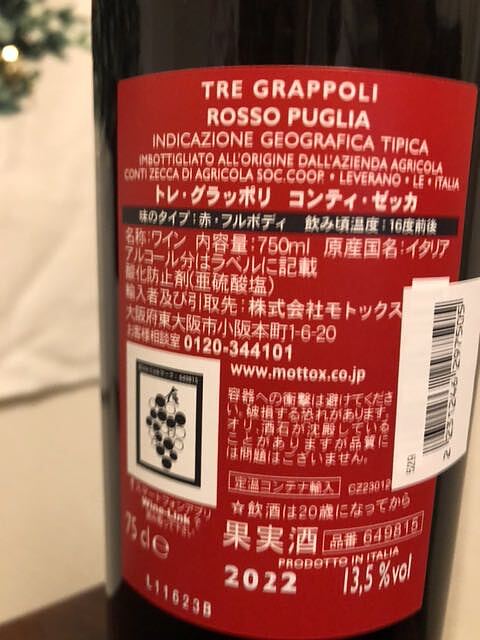 TRE GRAPPOLI
ROSSO PUGLIA
INDICAZIONE GEOGRAFICA TIPICA
IMBOTTIGLIATO ALL'ORIGINE DALL'AZIENDA AGRICOLA
CONTI ZECCA DI AGRICOLA SOC.COOP. • LEVERANO • LE • ITALIA
トレ・グラッポリ コンティ・ゼッカ
味のタイプ:赤・フルボディ 飲み頃温度:16度前後
名称:ワイン 内容量:750ml 原産国名:イタリア
アルコール分はラベルに記載
酸化防止剤(亜硫酸塩)
輸入者及び引取先:株式会社モトックス
大阪府東大阪市小阪本町1-6-20
お客様相談室 0120-344101
www.mottox.co.jp
容器への衝撃は避けてくださ
い。破損する恐れがあります。
オリ、酒石が沈殿している
ことがありますが品質に
は問題はございません。
定温コンテナ輸入
☆飲酒は20歳になってから
果実酒 品番 649815
PRODOTTO IN ITALIA
75 cl e
2022 13,5 %vol
L11623B